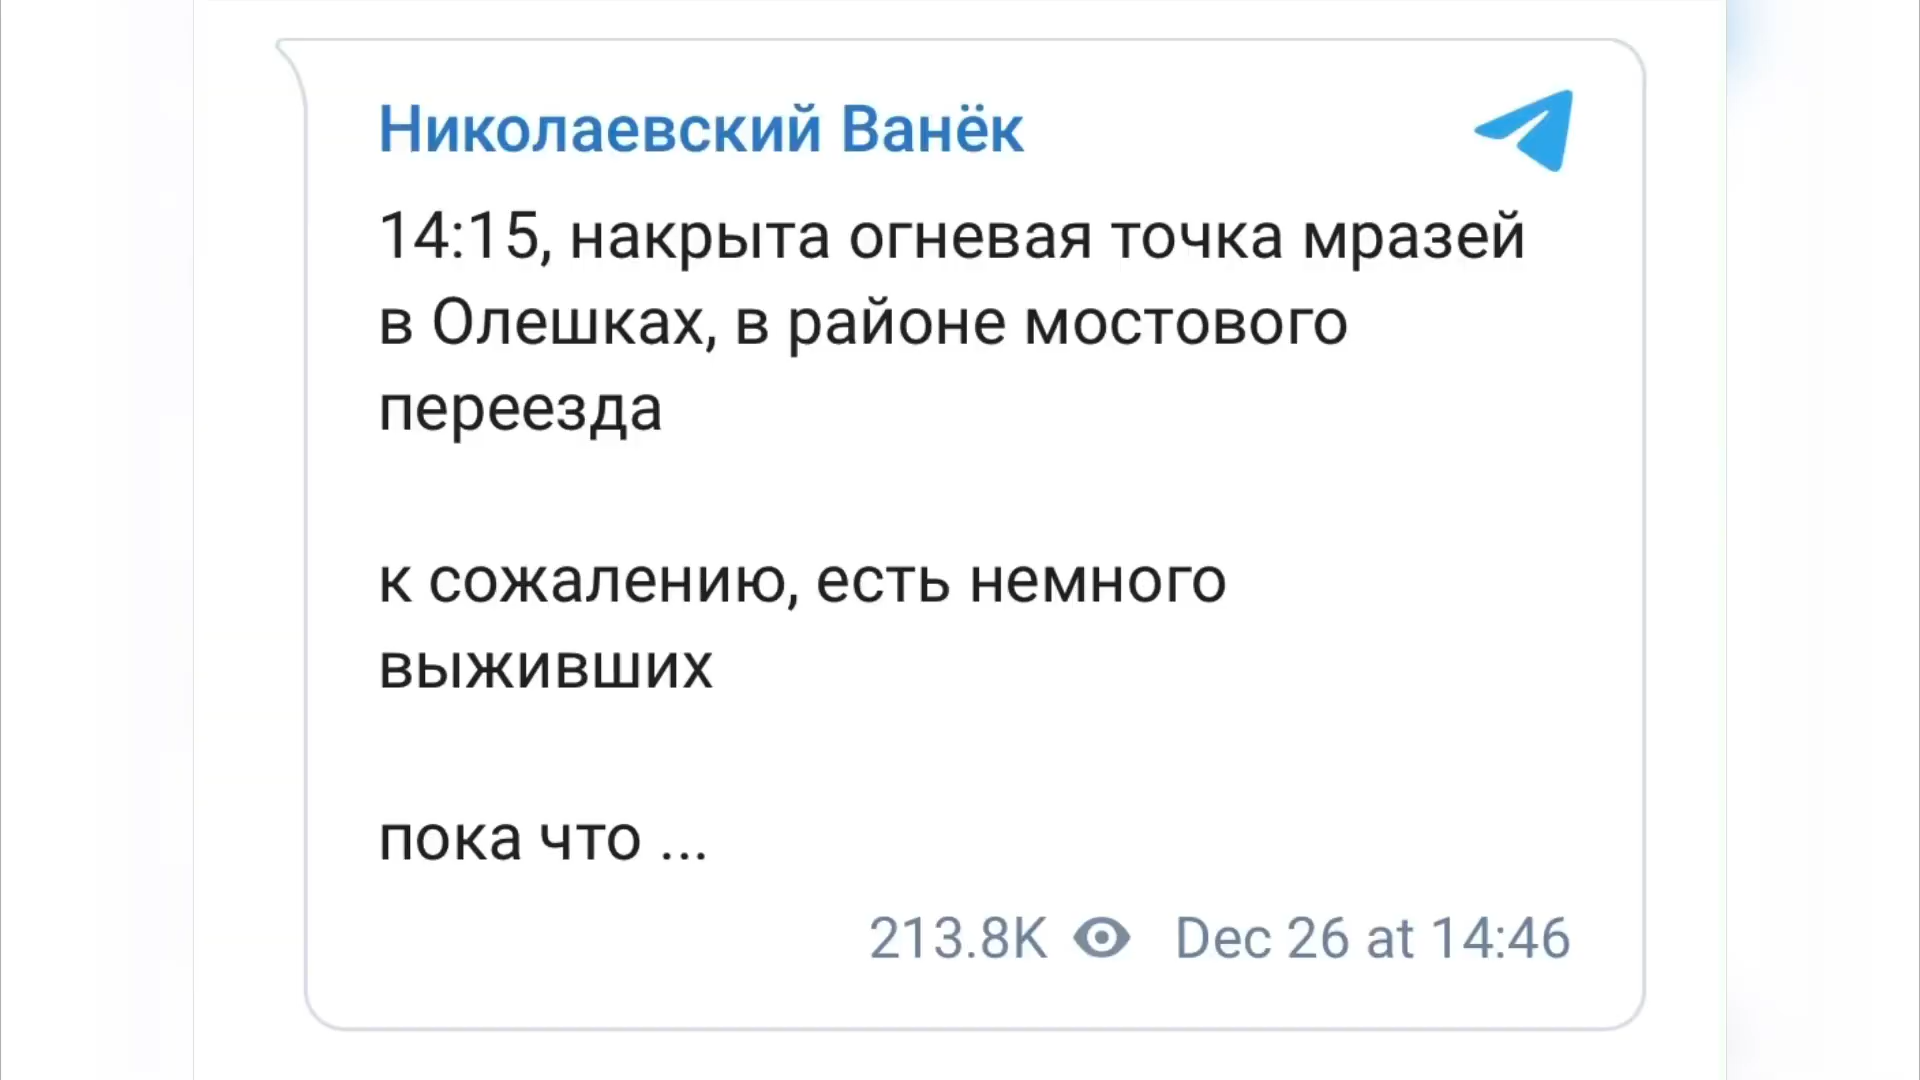 Николаевский Ванёк
14:15, накрыта огневая точка мразей
в Олешках, в районе мостового
переезда
к сожалению, есть немного
выживших
пока что ...
213.8K Dec 26 at 14:46